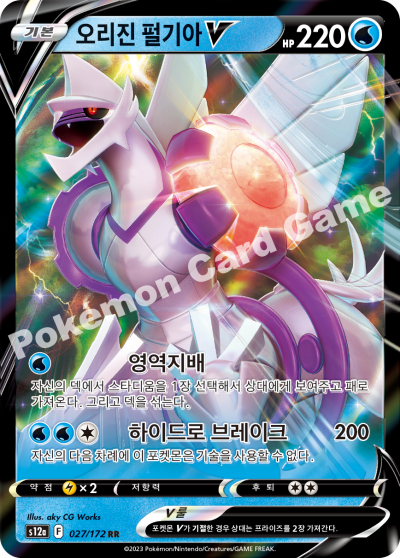 기본 오리진 펄기아V HP 220
Pokémon Card Game
영역지배
자신의 덱에서 스타디움을 1장 선택해서 상대에게 보여주고 패로
가져온다. 그리고 덱을 섞는다.
하이드로 브레이크 200
자신의 다음 차례에 이 포켓몬은 기술을 사용할 수 없다.
약점 ×2 저항력 후퇴
Illus. aky CG Works
V 룰
s12a F 027/172 RR
포켓몬 V가 기절한 경우 상대는 프라이즈를 2장 가져간다.
©2023 Pokémon/Nintendo/Creatures/GAME FREAK.